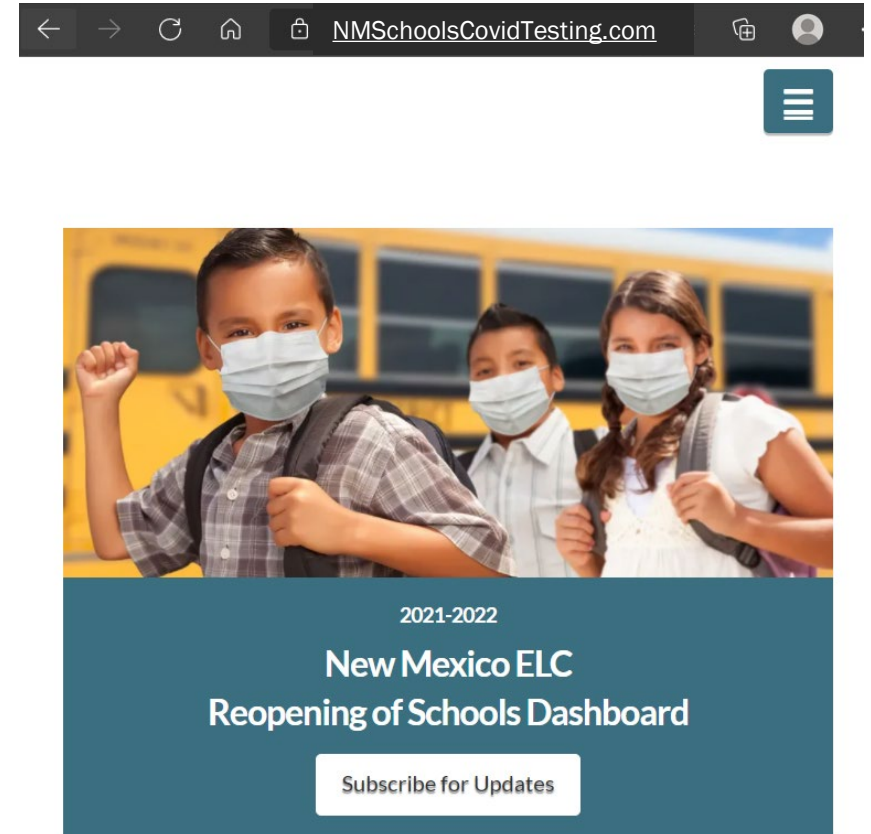 NMSchoolsCovidTesting.com
2021-2022
New Mexico ELC
Reopening of Schools Dashboard
Subscribe for Updates